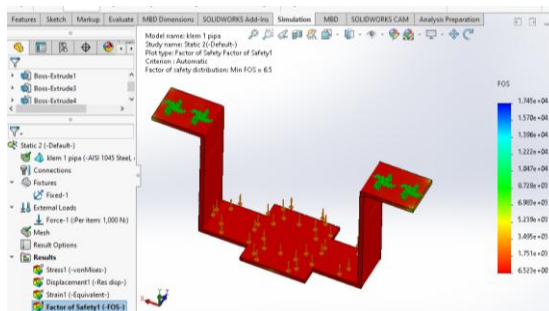 Features Sketch Markup Evaluate MBD Dimensions SOLIDWORKS Add-Ins Simulation MBD SOLIDWORKS CAM Analysis Preparation
Model name: klem 1 pipa
Study name: Static 2(-Default-)
Plot type: Factor of Safety Factor of Safety1
Criterion : Automatic
Factor of safety distribution: Min FOS = 6.5
Boss-Extrude1
Boss-Extrude3
Boss-Extrude4
Static 2 (-Default-)
klem 1 pipa (-AISI 1045 Steel,
Connections
Fixtures
Fixed-1
External Loads
Force-1 (:Per item: 1,000 N:)
Mesh
Result Options
Results
Stress1 (-vonMises-)
Displacement1 (-Res disp-)
Strain1 (-Equivalent-)
Factor of Safety1 (-FOS-)
FOS
1.745e+04
1.570e+04
1.396e+04
1.222e+04
1.047e+04
8.728e+03
6.983e+03
5.239e+03
3.495e+03
1.751e+03
6.523e+00